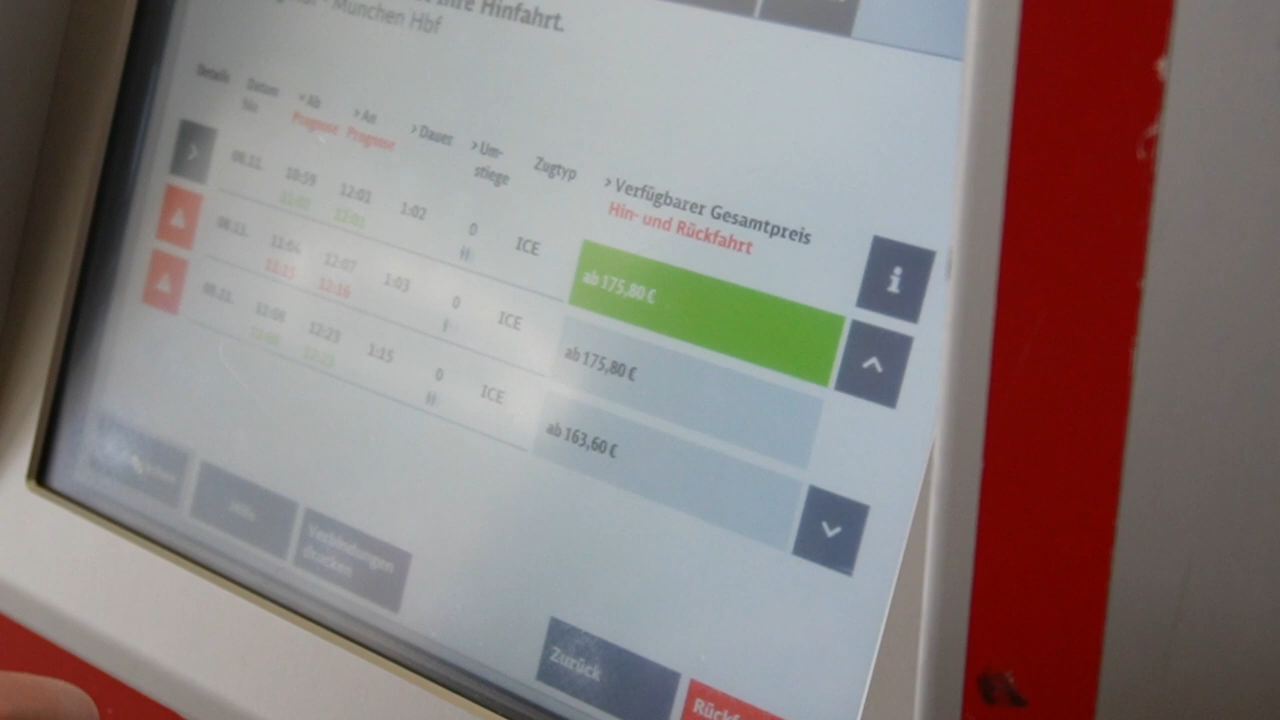 Ihre Hinfahrt.
München Hbf
Details
Datum
hin
Ab
Prognose
> An
Prognose
> Dauer
> Um-
stiege
Zugtyp
> Verfügbarer Gesamtpreis
Hin- und Rückfahrt
08.11. 10:59 12:01 1:02 0 ICE ab 175,80 €
08.11. 11:04 12:07 1:03 0 ICE ab 175,80 €
11:13 12:16
08.11. 12:23 1:15 0 ICE ab 163,60 €
12:23
Verbindungen
drucken
Zurück